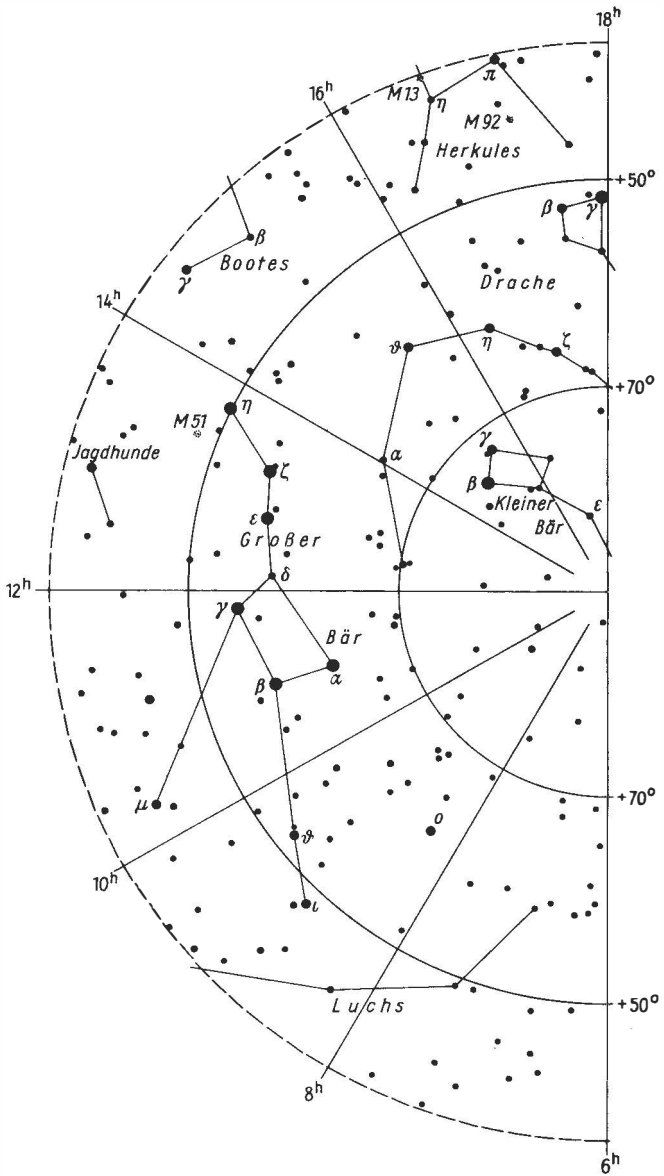 18h
π
16h
M13
η
M92
Herkules
+50°
β
γ
β
Bootes
γ
Drache
14h
η
ϑ
ζ
+70°
η
M51
γ
Jagdhunde
α
ζ
β
Kleiner
ε
Bär
ε
Großer
δ
12h
γ
Bär
α
β
+70°
μ
ο
ϑ
10h
ι
+50°
Luchs
8h
6h